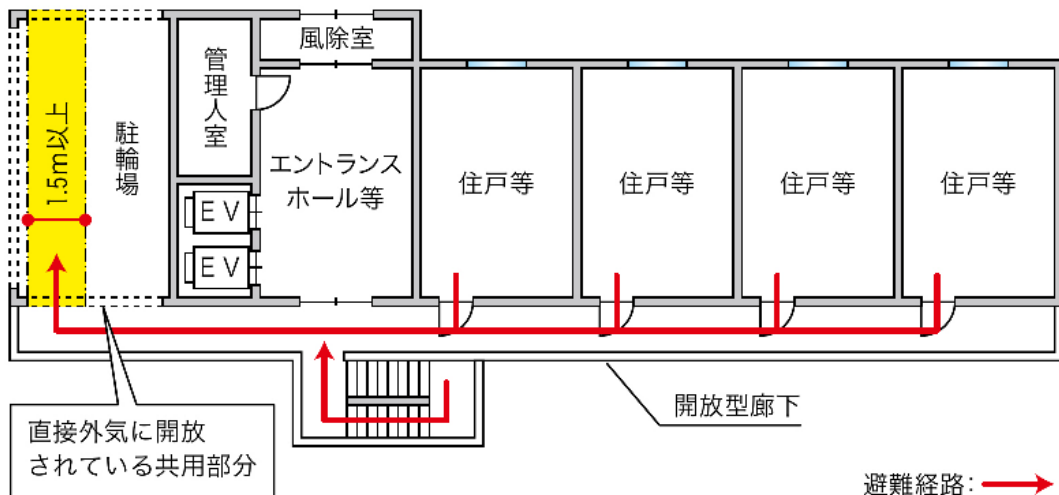 風除室
管理人室
1.5m以上
駐輪場
エントランス
ホール等
住戸等
住戸等
住戸等
住戸等
EV
EV
開放型廊下
直接外気に開放
されている共用部分
避難経路: